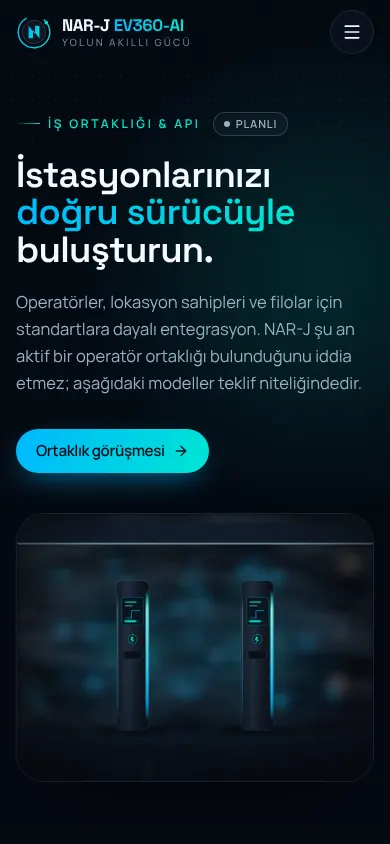 NAR-J EV360-AI
YOLUN AKILLI GÜCÜ
İŞ ORTAKLIĞI & API
PLANLI
İstasyonlarınızı
doğru sürücüyle
buluşturun.
Operatörler, lokasyon sahipleri ve filolar için
standartlara dayalı entegrasyon. NAR-J şu an
aktif bir operatör ortaklığı bulunduğunu iddia
etmez; aşağıdaki modeller teklif niteliğindedir.
Ortaklık görüşmesi →